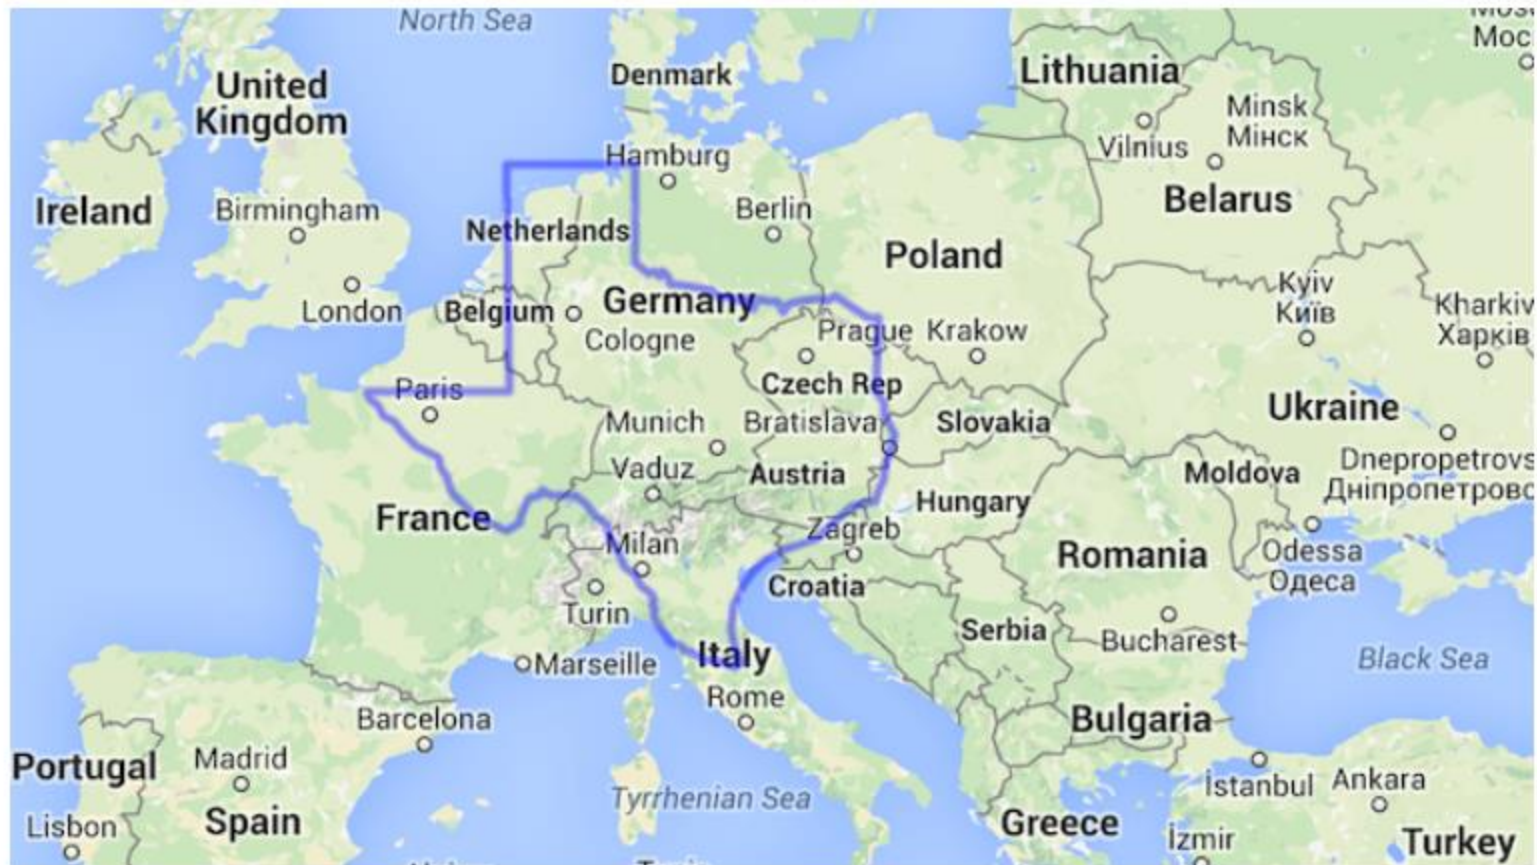 North Sea
Mosc
Moc
Denmark
Lithuania
United
Kingdom
Minsk
Мінск
Vilnius
Hamburg
Ireland
Birmingham
Berlin
Belarus
Netherlands
Poland
London
Belgium
Germany
Kyiv
Київ
Kharkiv
Харків
Cologne
Prague
Krakow
Paris
Czech Rep
Ukraine
Munich
Bratislava
Slovakia
Vaduz
Austria
Moldova
Dnepropetrovs
Дніпропетровс
France
Hungary
Zagreb
Milan
Romania
Odessa
Одеса
Croatia
Turin
Serbia
Bucharest
Italy
Marseille
Black Sea
Rome
Barcelona
Bulgaria
Portugal
Madrid
İstanbul
Ankara
Tyrrhenian Sea
Lisbon
Spain
Greece
İzmir
Turkey